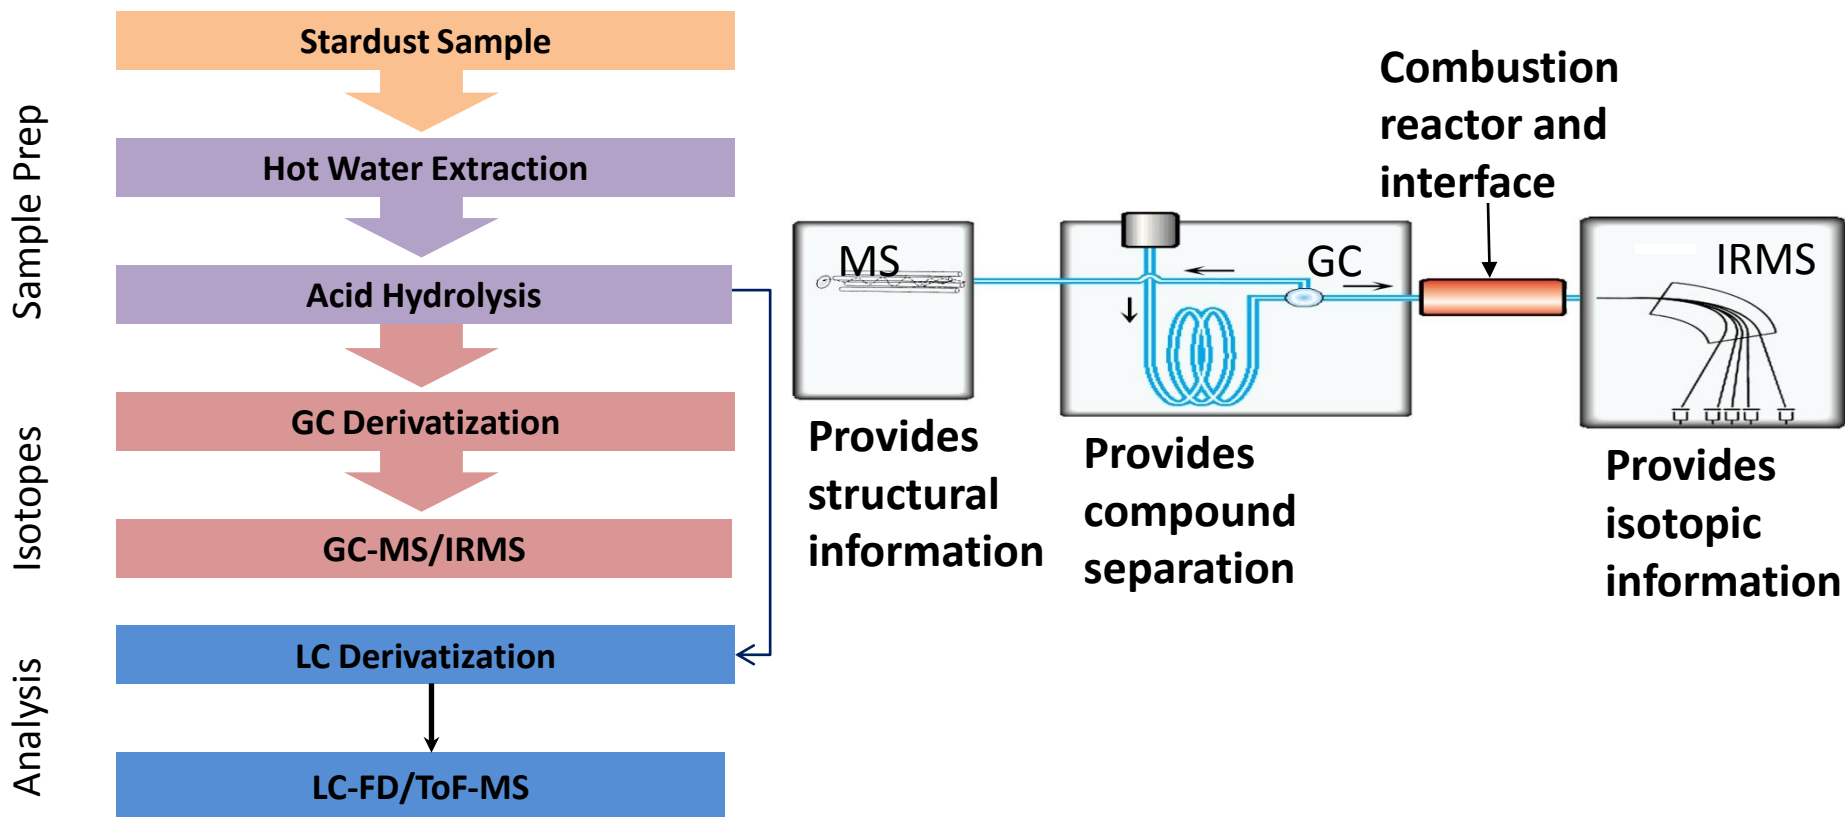 Stardust Sample
Hot Water Extraction
Acid Hydrolysis
GC Derivatization
GC-MS/IRMS
LC Derivatization
LC-FD/ToF-MS
Sample Prep
Isotopes
Analysis
Combustion
reactor and
interface
MS
GC
IRMS
Provides
structural
information
Provides
compound
separation
Provides
isotopic
information